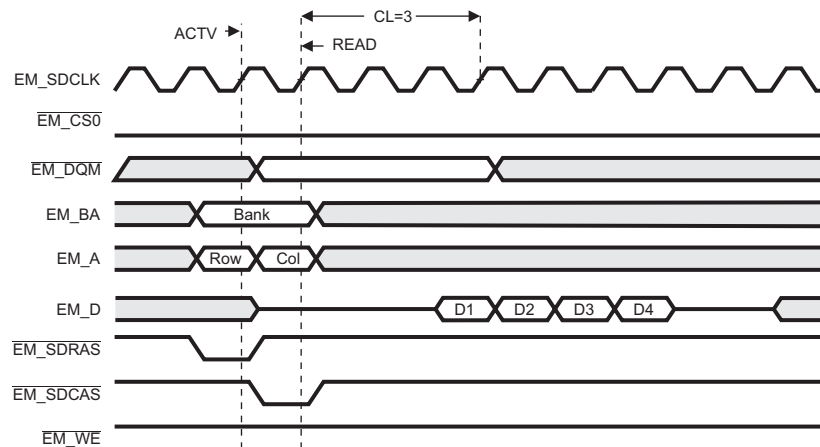 CL=3
ACTV
READ
EM_SDCLK
EM_CS0
EM_DQM
EM_BA
Bank
EM_A
Row Col
EM_D
D1 D2 D3 D4
EM_SDRAS
EM_SDCAS
EM_WE